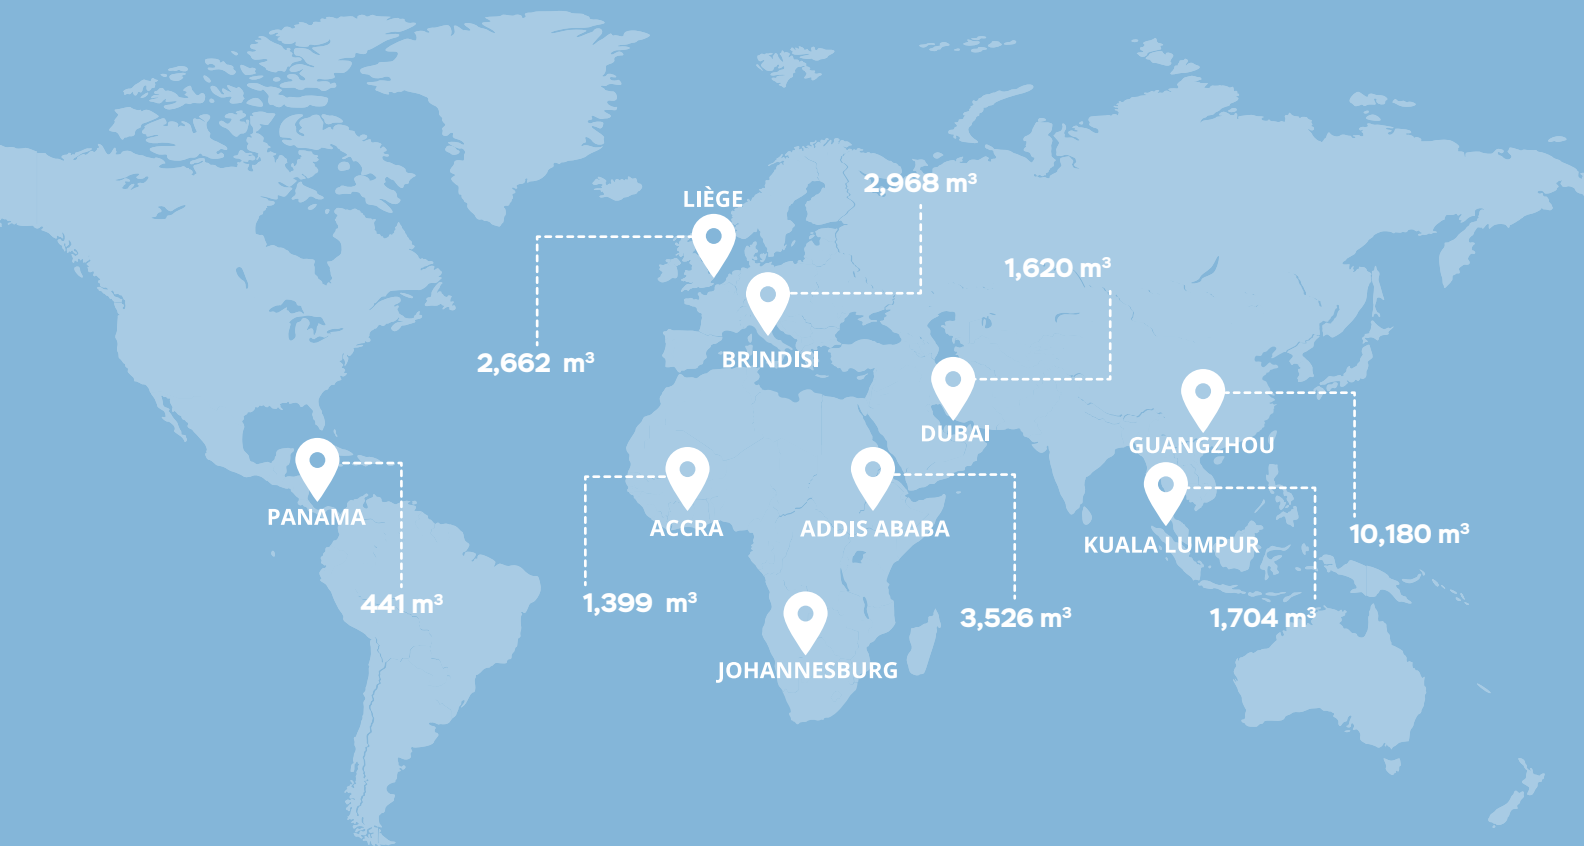 2,968 m³
LIÈGE
1,620 m³
2,662 m³
BRINDISI
DUBAI
GUANGZHOU
PANAMA
ACCRA
ADDIS ABABA
10,180 m³
KUALA LUMPUR
441 m³
1,399 m³
3,526 m³
1,704 m³
JOHANNESBURG